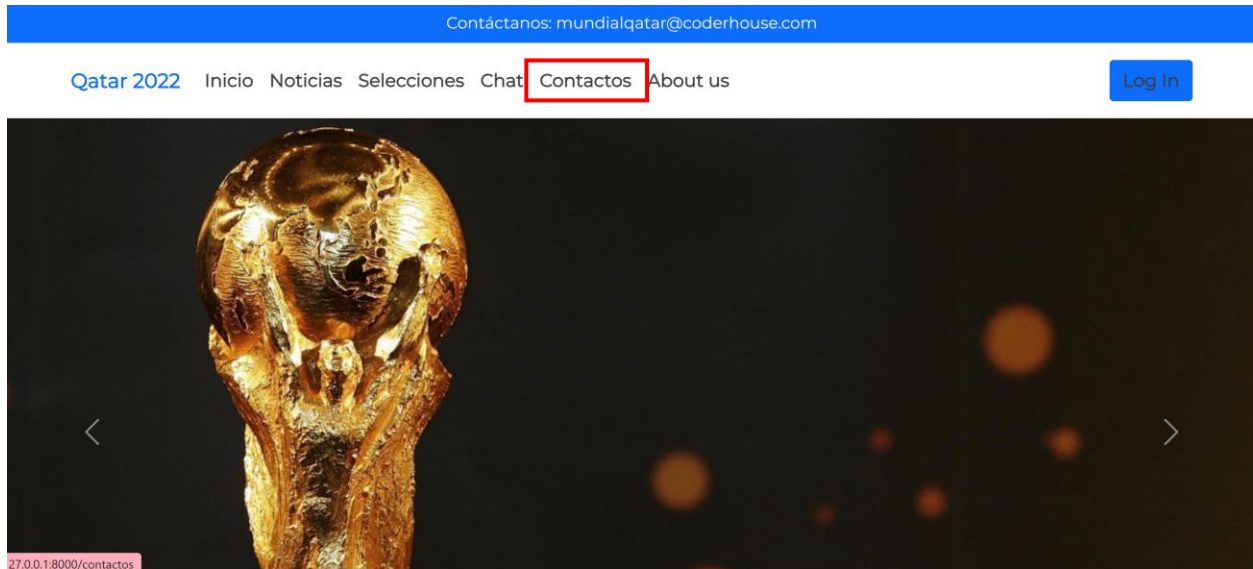 Contáctanos: mundialqatar@coderhouse.com
Qatar 2022 Inicio Noticias Selecciones Chat Contactos About us Log In
27.0.0.1:8000/contactos